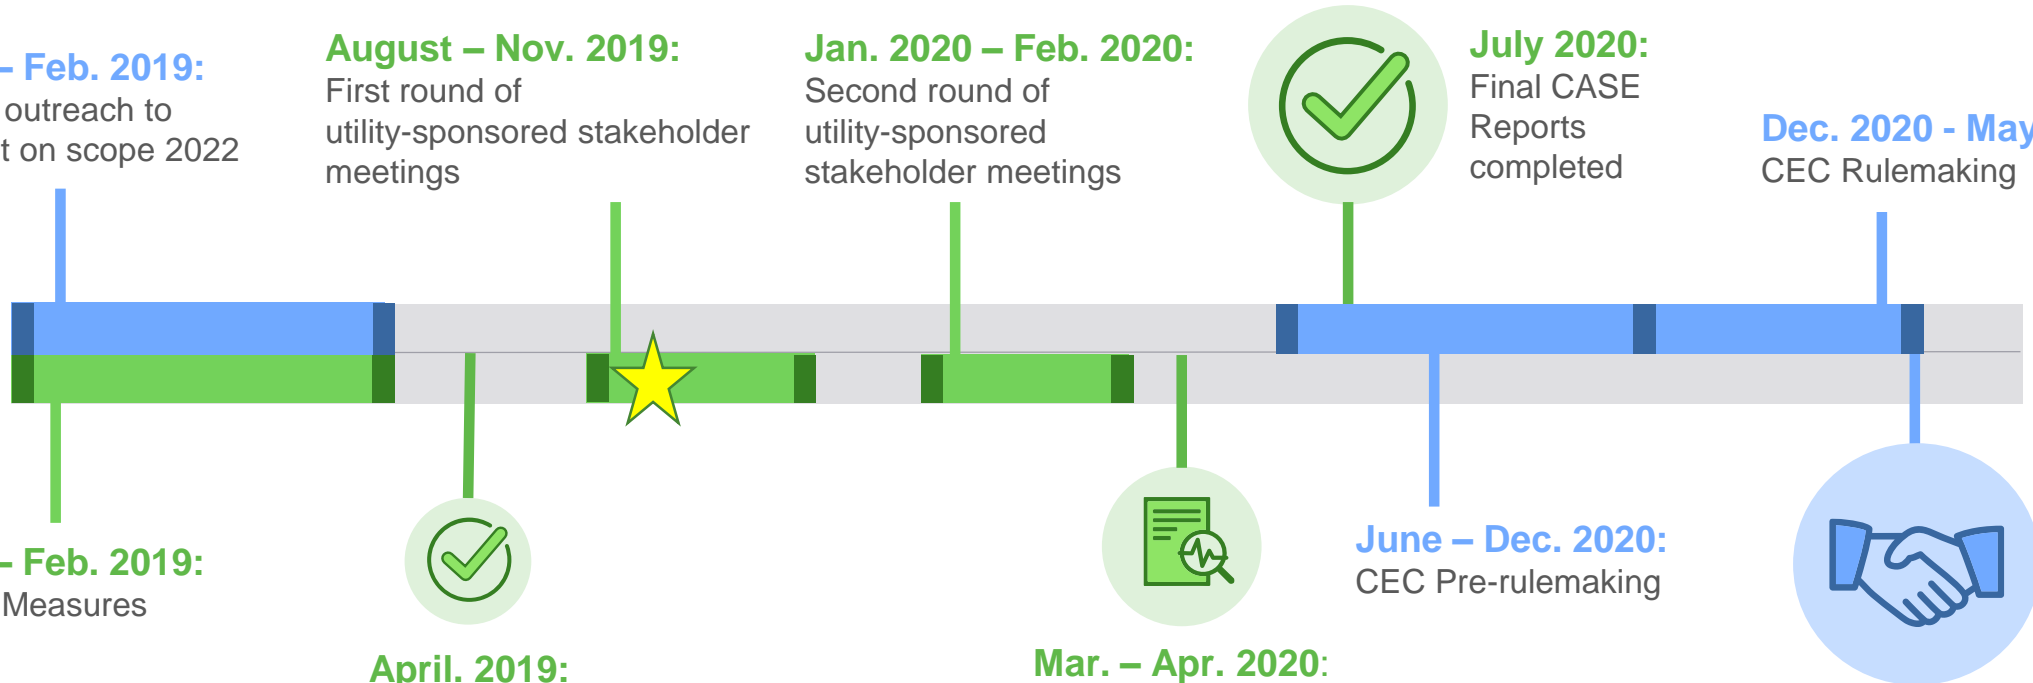 – Feb. 2019:
outreach to
t on scope 2022
August – Nov. 2019:
First round of
utility-sponsored stakeholder
meetings
Jan. 2020 – Feb. 2020:
Second round of
utility-sponsored
stakeholder meetings
July 2020:
Final CASE
Reports
completed
Dec. 2020 - May
CEC Rulemaking
– Feb. 2019:
Measures
April. 2019:
Mar. – Apr. 2020:
June – Dec. 2020:
CEC Pre-rulemaking